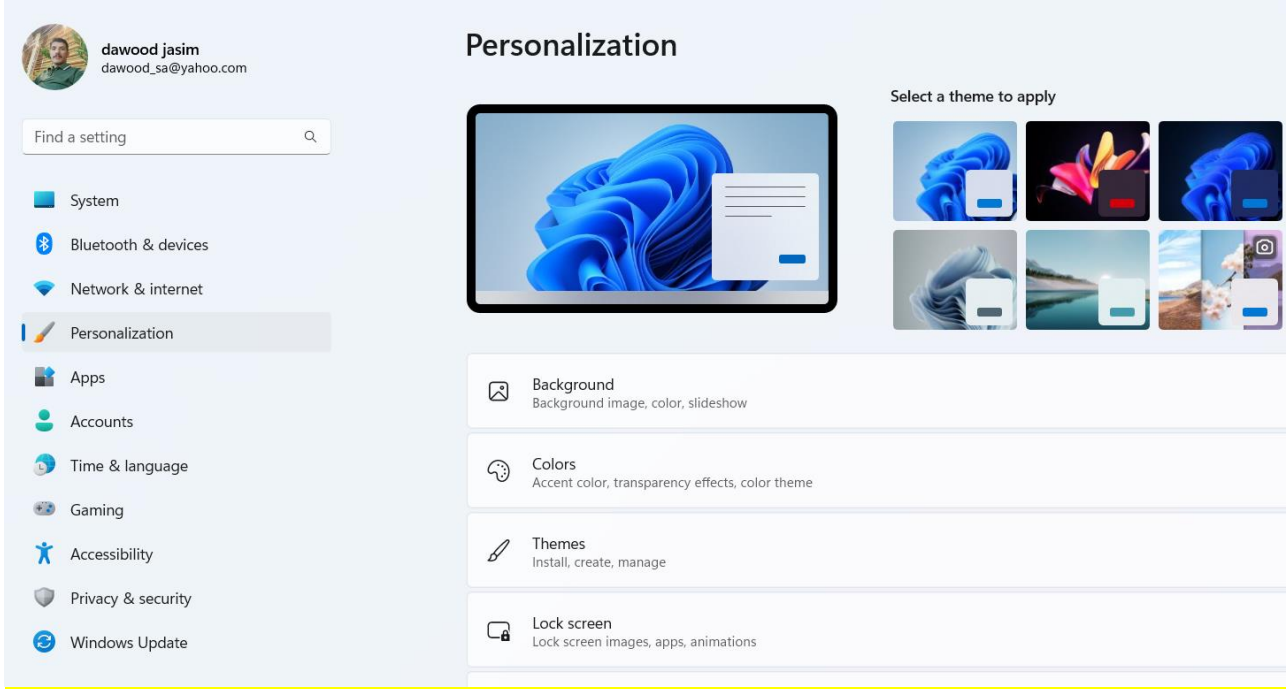 dawood jasim
dawood_sa@yahoo.com
Find a setting
System
Bluetooth & devices
Network & internet
Personalization
Apps
Accounts
Time & language
Gaming
Accessibility
Privacy & security
Windows Update
Personalization
Select a theme to apply
Background
Background image, color, slideshow
Colors
Accent color, transparency effects, color theme
Themes
Install, create, manage
Lock screen
Lock screen images, apps, animations